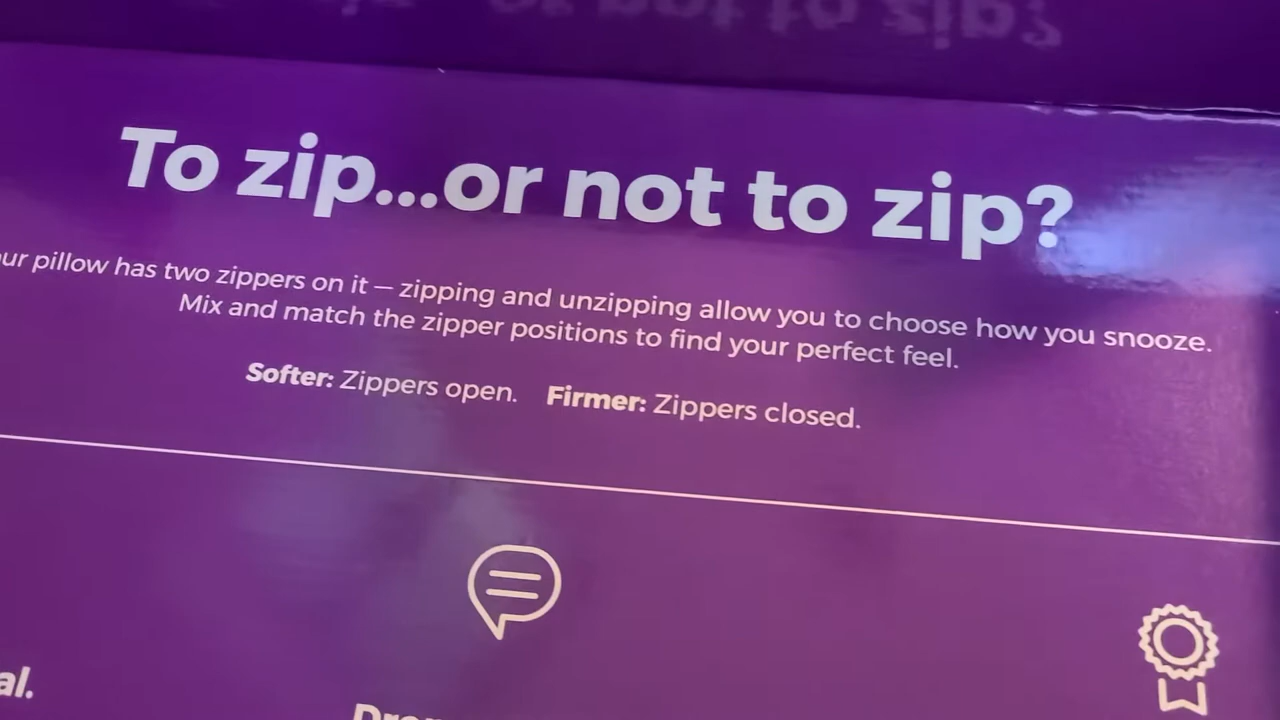 To zip...or not to zip?
pillow has two zippers on it — zipping and unzipping allow you to choose how you snooze.
Mix and match the zipper positions to find your perfect feel.
Softer: Zippers open. Firmer: Zippers closed.